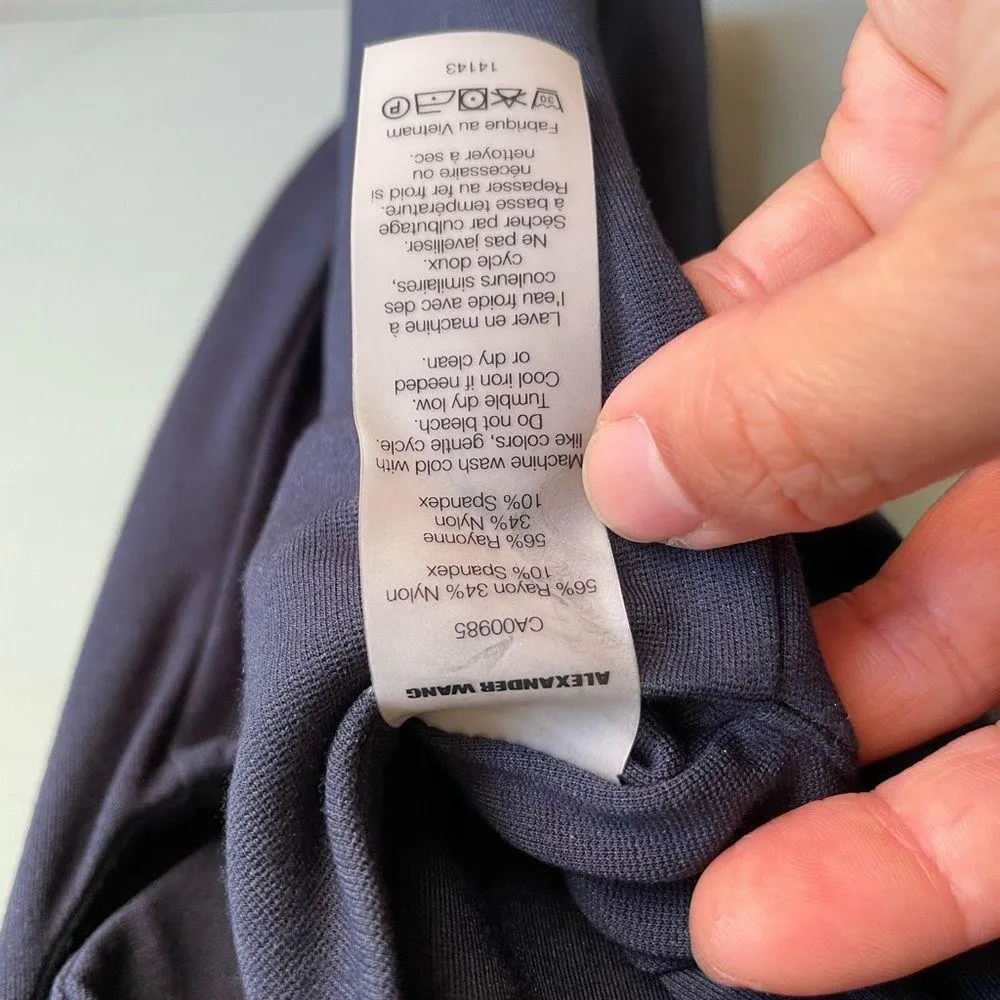 ALEXANDER WANG
CA00985
56% Rayon 34% Nylon
10% Spandex
56% Rayonne
34% Nylon
10% Spandex
Machine wash cold with
like colors, gentle cycle.
Do not bleach.
Tumble dry low.
Cool iron if needed
or dry clean.
Laver en machine à
l'eau froide avec des
couleurs similaires,
cycle doux.
Ne pas javelliser.
Sécher par culbutage
à basse température.
Repasser au fer froid si
nécessaire ou
nettoyer à sec.
Fabrique au Vietnam
30 P
14143